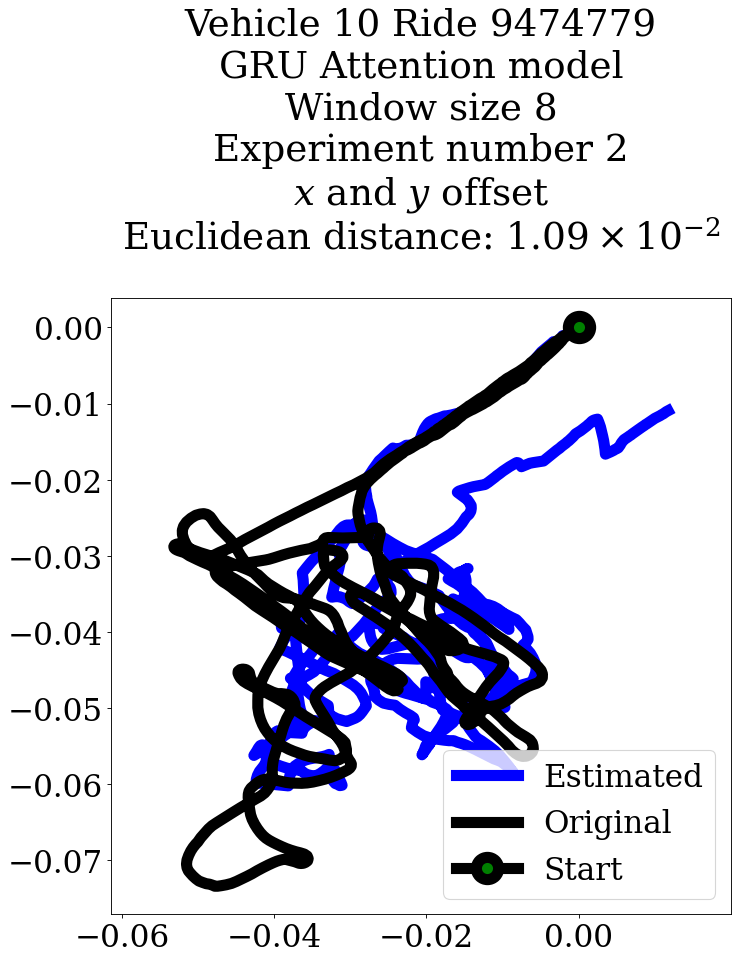 Vehicle 10 Ride 9474779
GRU Attention model
Window size 8
Experiment number 2
x and y offset
Euclidean distance: 1.09 × 10⁻²
0.00
−0.01
−0.02
−0.03
−0.04
−0.05
−0.06
−0.07
Estimated
Original
Start
−0.06 −0.04 −0.02 0.00